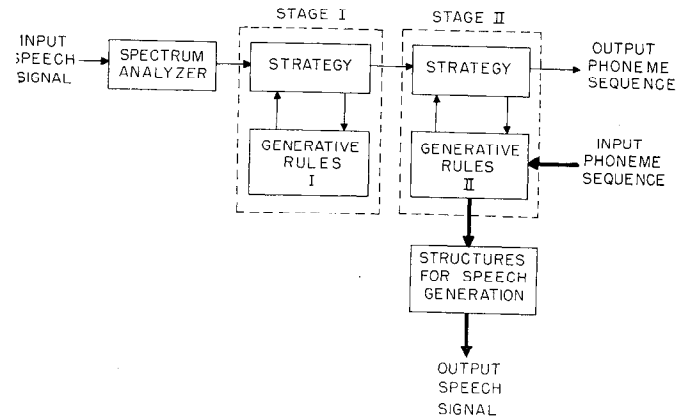 STAGE I
STAGE II
INPUT
SPEECH
SIGNAL
SPECTRUM
ANALYZER
STRATEGY
STRATEGY
OUTPUT
PHONEME
SEQUENCE
GENERATIVE
RULES
I
GENERATIVE
RULES
II
INPUT
PHONEME
SEQUENCE
STRUCTURES
FOR SPEECH
GENERATION
OUTPUT
SPEECH
SIGNAL